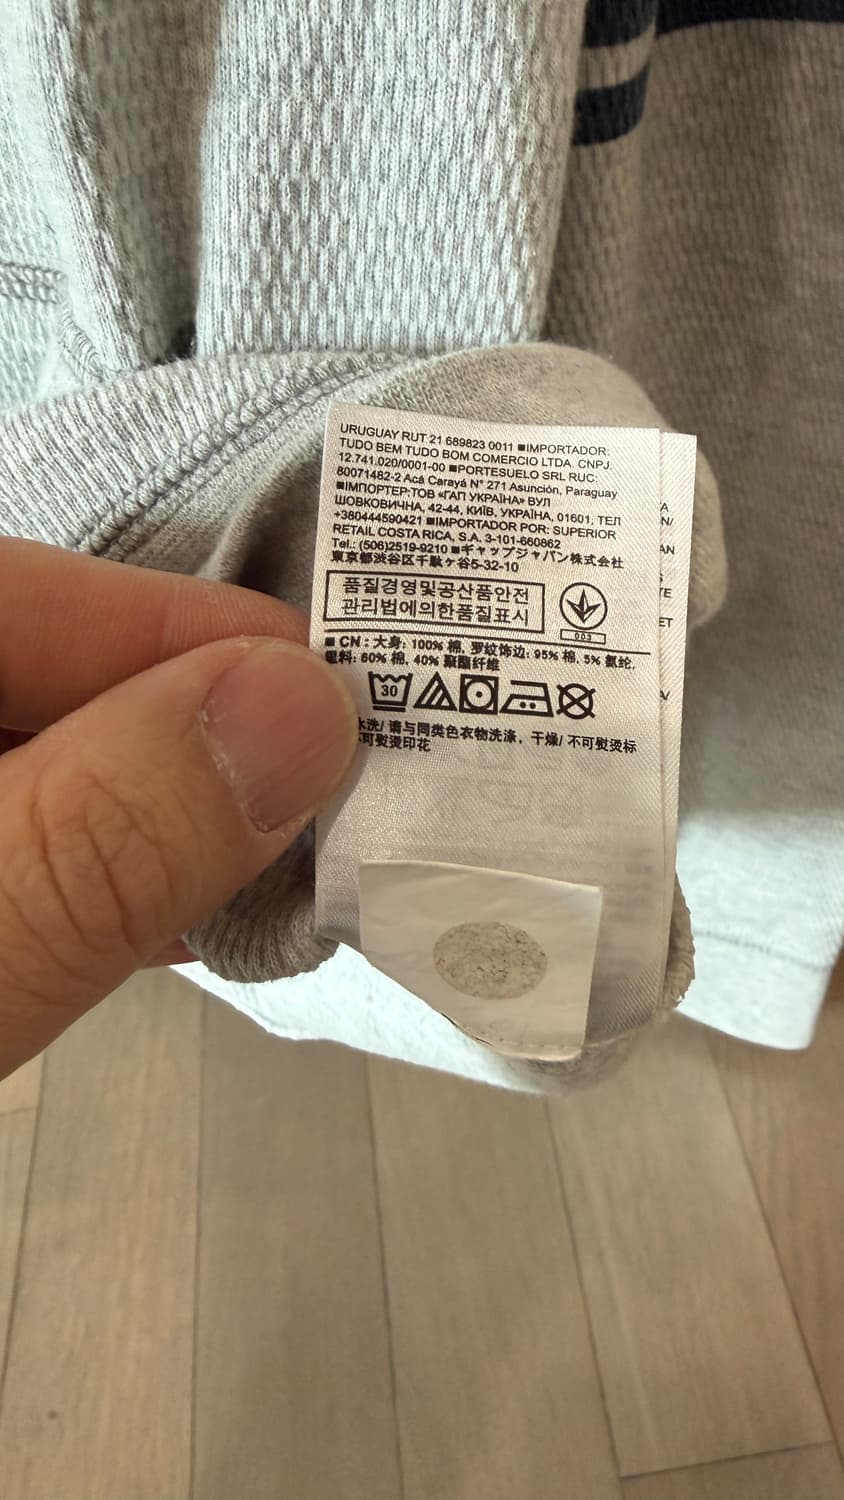 URUGUAY RUT 21 689823 0011 ■IMPORTADOR:
TUDO BEM TUDO BOM COMERCIO LTDA. CNPJ.
12.741.020/0001-00 ■PORTESUELO SRL RUC:
80071482-2 Acá Carayá N° 271 Asunción, Paraguay
■ІМПОРТЕР:ТОВ «ГАП УКРАЇНА» ВУЛ
ШОВКОВИЧНА, 42-44, КИЇВ, УКРАЇНА, 01601, ТЕЛ
+380444590421 ■IMPORTADOR POR: SUPERIOR
RETAIL COSTA RICA, S.A. 3-101-660862
Tel.: (506)2519-9210 ■ギャップジャパン株式会社
東京都渋谷区千駄ヶ谷5-32-10
품질경영및공산품안전
관리법에의한품질표시
003
■ CN : 大身: 100% 棉, 罗纹饰边: 95% 棉, 5% 氨纶,
料: 60% 棉, 40% 聚酯纤维
30
水洗/ 请与同类色衣物洗涤, 干燥/ 不可熨烫标
可熨烫印花